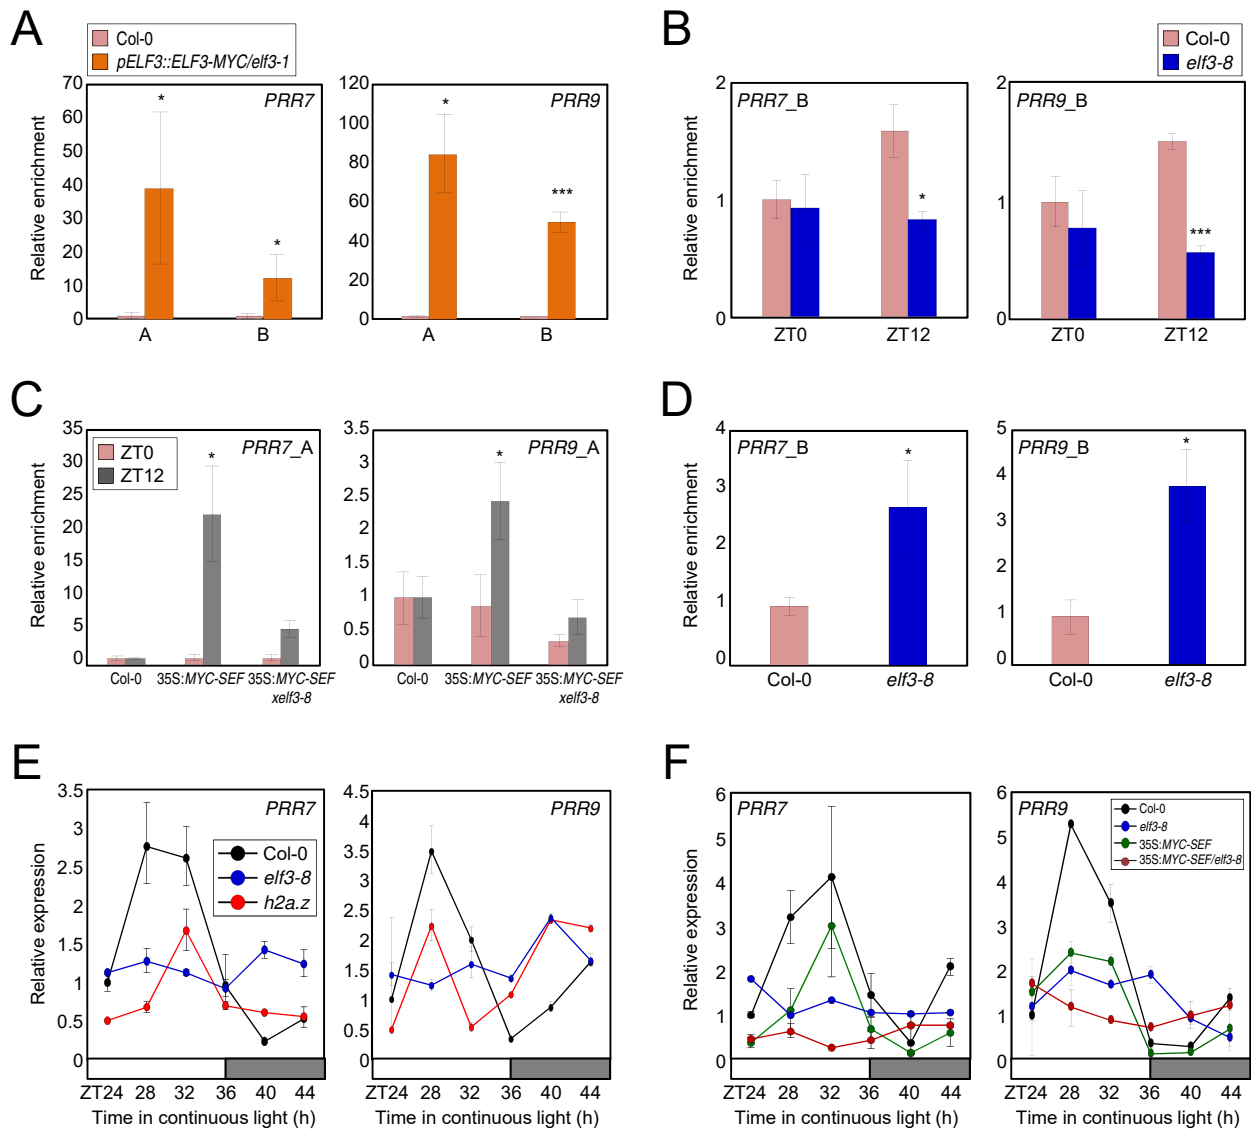 A
Col-0
pELF3::ELF3-MYC/elf3-1
Relative enrichment
70
60
50
40
30
20
10
0
PRR7
A
B
120
100
80
60
40
20
0
PRR9
A
B
*
*
*
***
B
Col-0
elf3-8
Relative enrichment
2
1
0
PRR7_B
*
ZT0
ZT12
2
1
0
PRR9_B
***
ZT0
ZT12
C
Relative enrichment
35
30
25
20
15
10
5
0
ZT0
ZT12
PRR7_A
*
Col-0
35S:MYC-SEF
35S:MYC-SEF
xelf3-8
3.5
3
2.5
2
1.5
1
0.5
0
PRR9_A
*
Col-0
35S:MYC-SEF
35S:MYC-SEF
xelf3-8
D
Relative enrichment
4
3
2
1
0
PRR7_B
*
Col-0
elf3-8
5
4
3
2
1
0
PRR9_B
*
Col-0
elf3-8
E
Relative expression
3.5
3
2.5
2
1.5
1
0.5
0
PRR7
Col-0
elf3-8
h2a.z
ZT24
28
32
36
40
44
Time in continuous light (h)
4.5
4
3.5
3
2.5
2
1.5
1
0.5
0
PRR9
ZT24
28
32
36
40
44
Time in continuous light (h)
F
Relative expression
6
5
4
3
2
1
0
PRR7
ZT24
28
32
36
40
44
Time in continuous light (h)
6
5
4
3
2
1
0
PRR9
Col-0
elf3-8
35S:MYC-SEF
35S:MYC-SEF/elf3-8
ZT24
28
32
36
40
44
Time in continuous light (h)